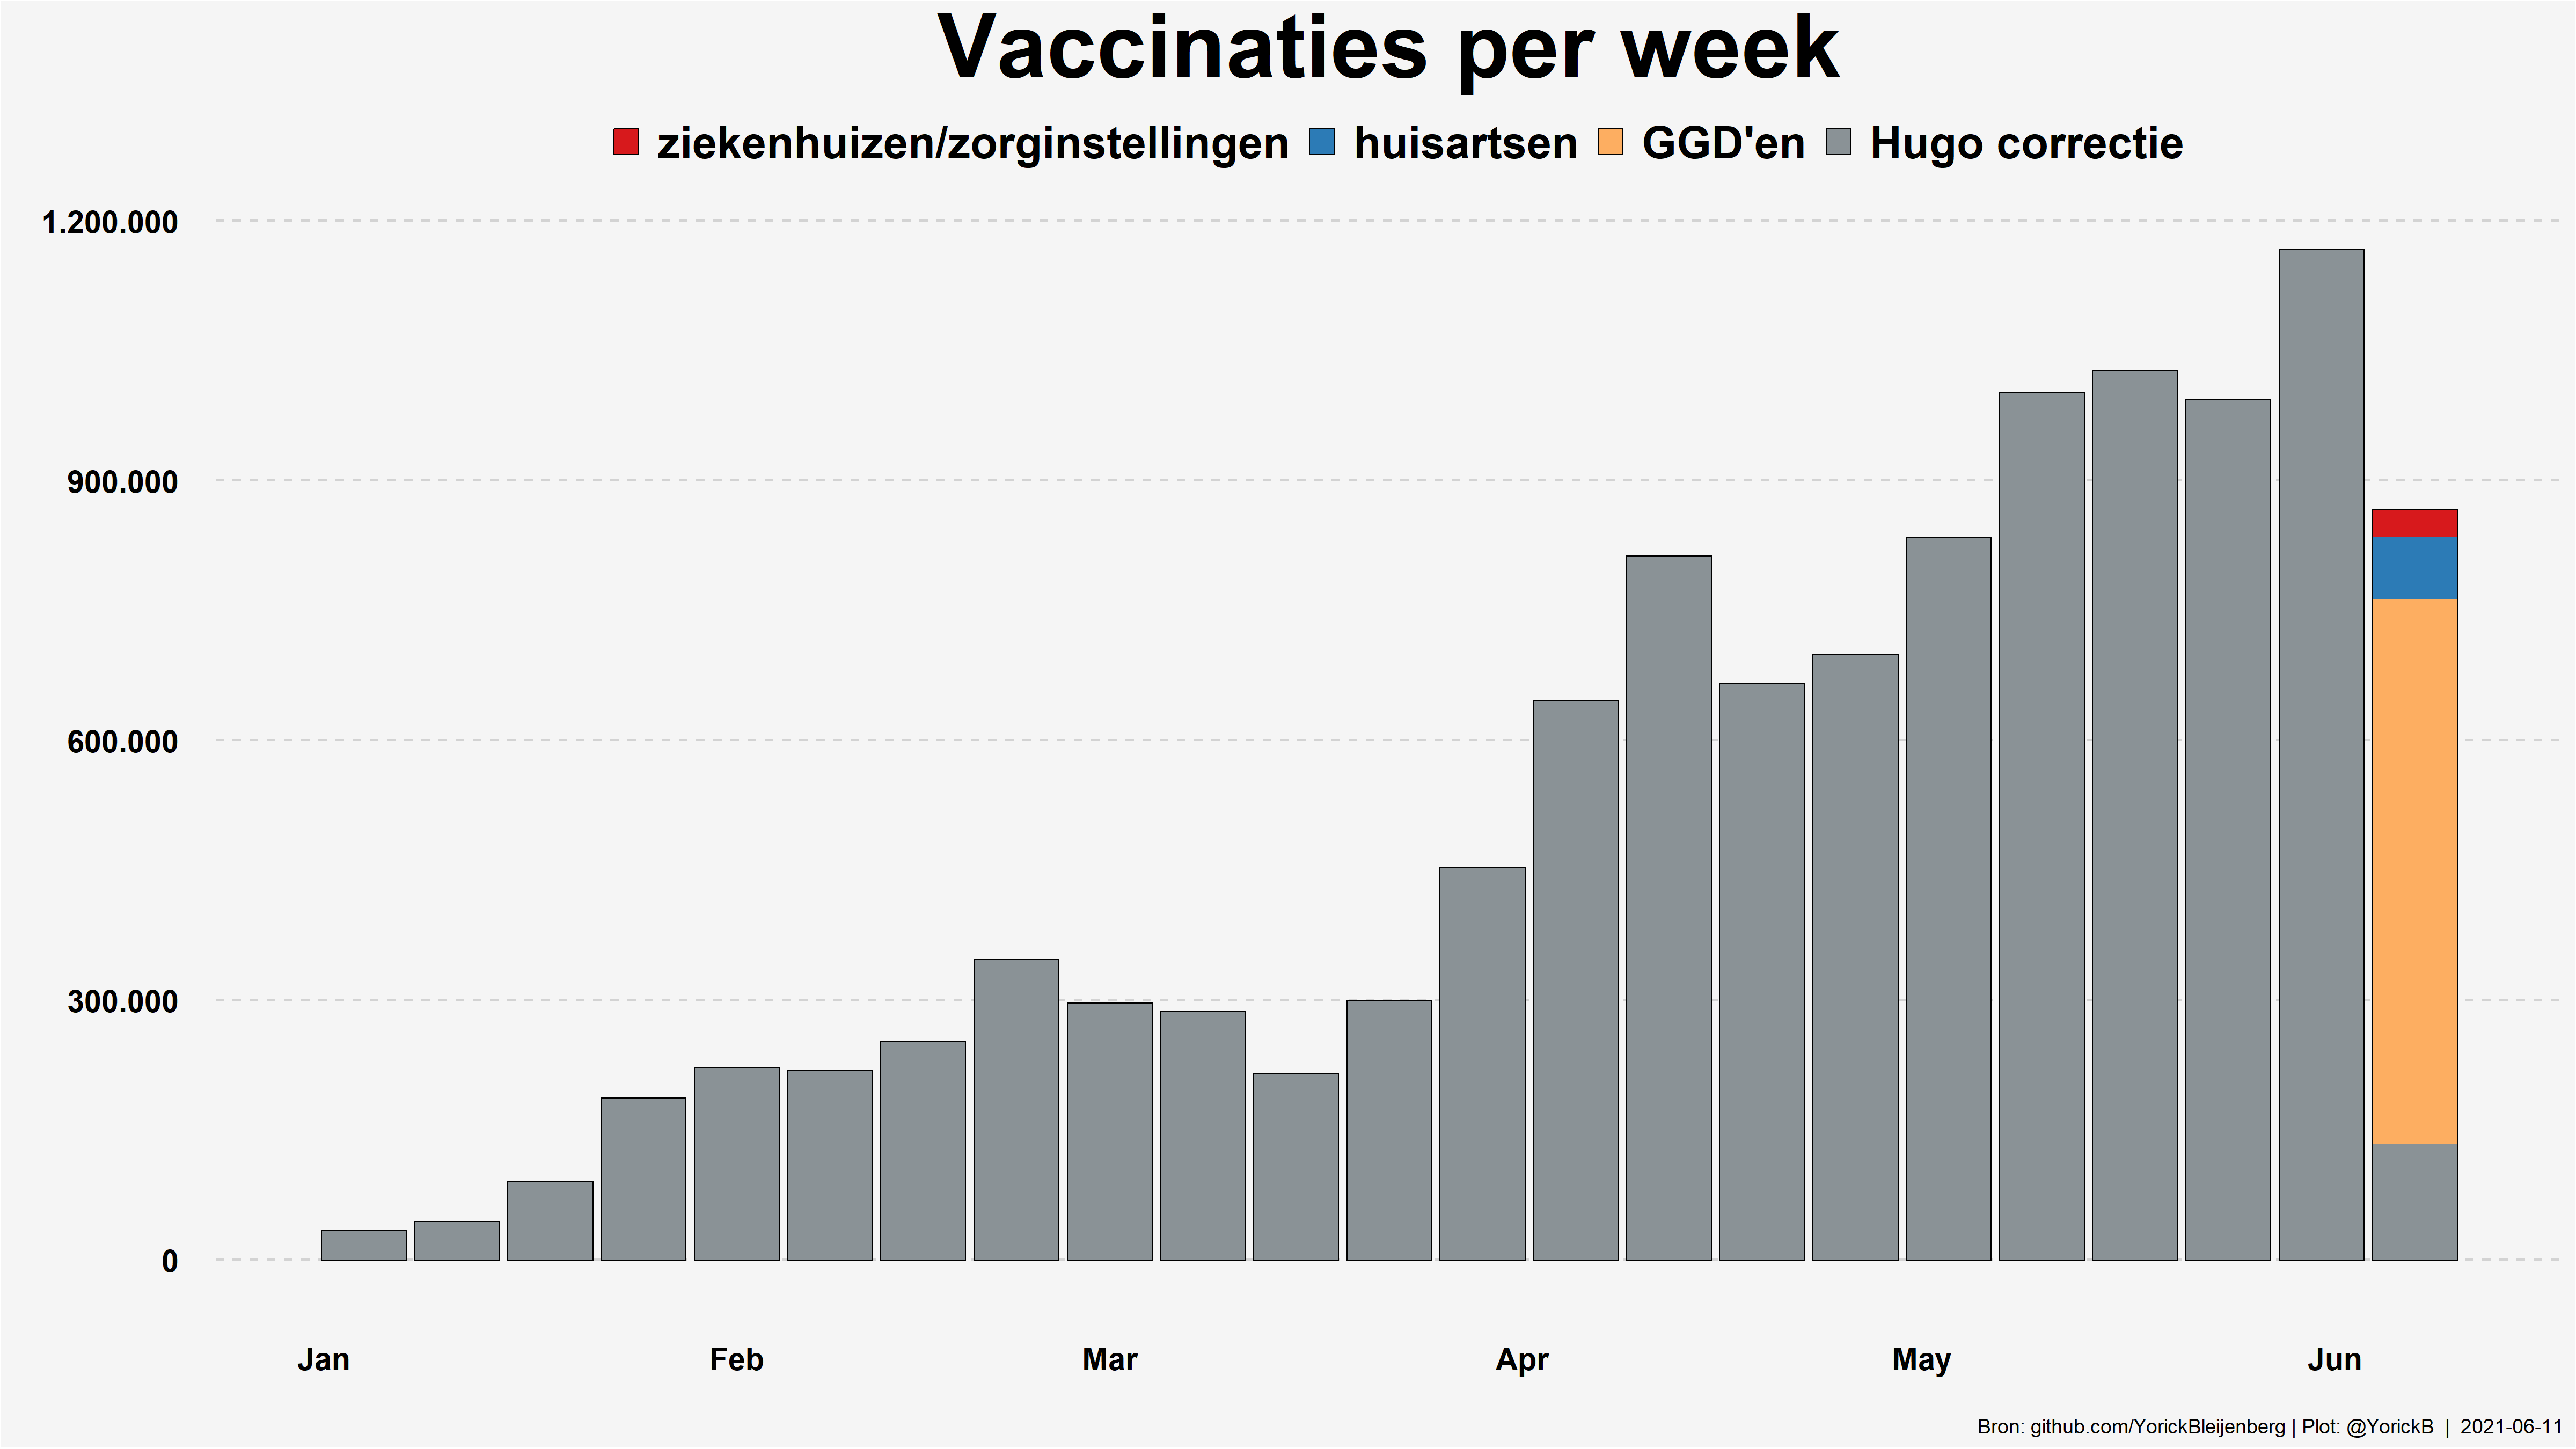 Vaccinaties per week
ziekenhuizen/zorginstellingen huisartsen GGD'en Hugo correctie
1.200.000
900.000
600.000
300.000
0
Jan Feb Mar Apr May Jun
Bron: github.com/YorickBleijenberg | Plot: @YorickB | 2021-06-11